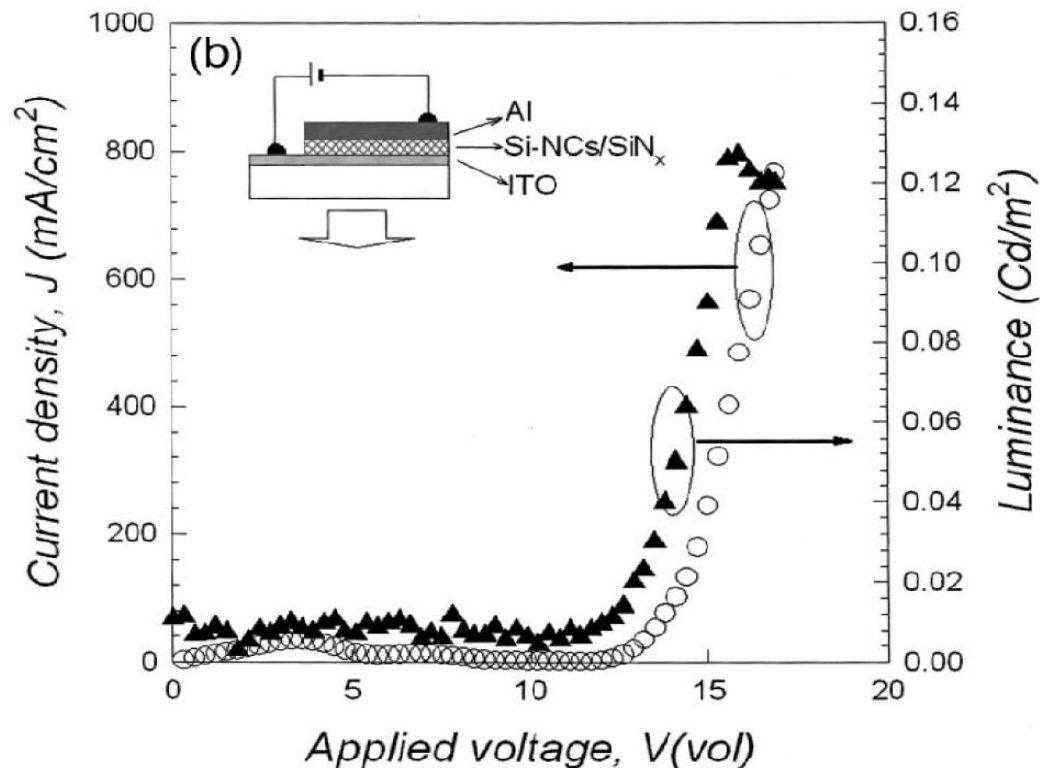 (b)
Al
Si-NCs/SiNₓ
ITO
Current density, J (mA/cm²)
1000
800
600
400
200
0
0.16
0.14
0.12
0.10
0.08
0.06
0.04
0.02
0.00
Luminance (Cd/m²)
0 5 10 15 20
Applied voltage, V(vol)